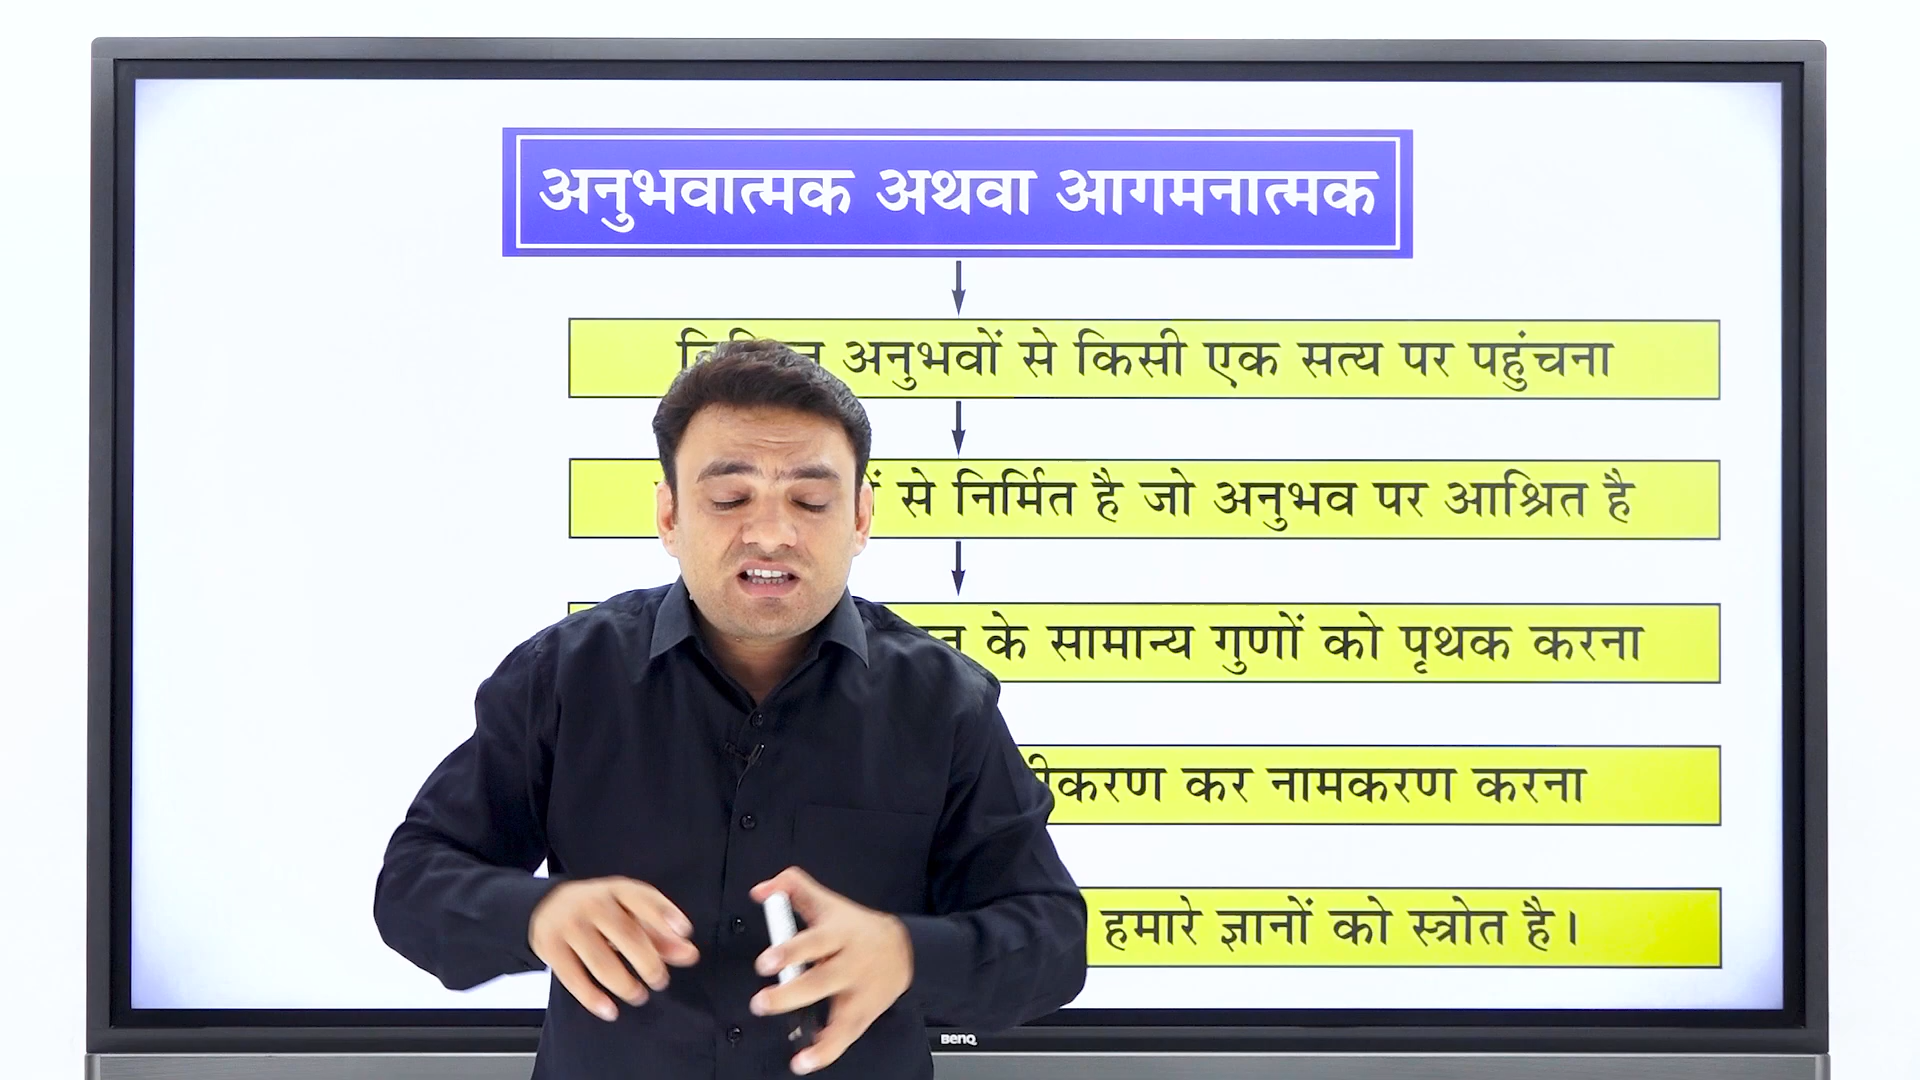 अनुभवात्मक अथवा आगमनात्मक
अनुभवों से किसी एक सत्य पर पहुंचना
से निर्मित है जो अनुभव पर आश्रित है
के सामान्य गुणों को पृथक करना
कर नामकरण करना
हमारे ज्ञानों को स्त्रोत है।
BenQ